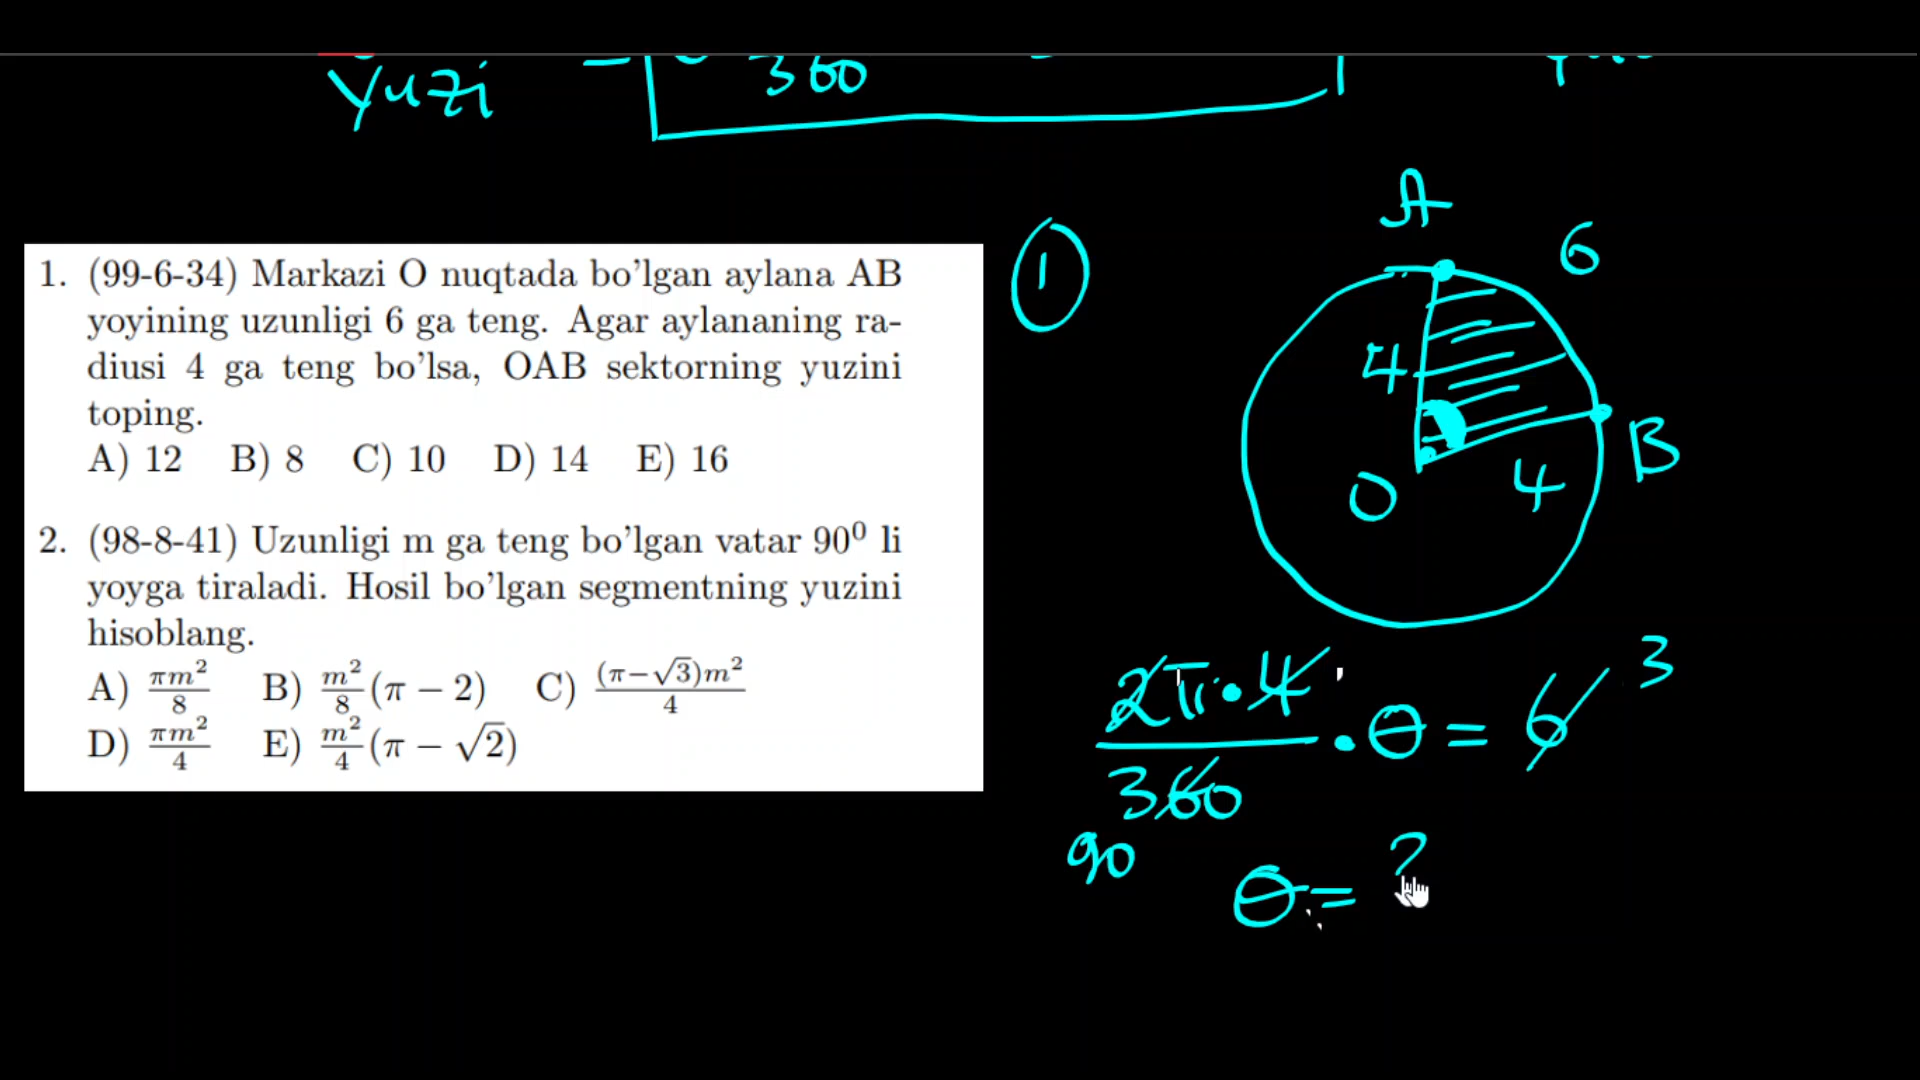 Yuzi = 360
1. (99-6-34) Markazi O nuqtada bo'lgan aylana AB
yoyining uzunligi 6 ga teng. Agar aylananing ra-
diusi 4 ga teng bo'lsa, OAB sektorning yuzini
toping.
A) 12 B) 8 C) 10 D) 14 E) 16
2. (98-8-41) Uzunligi m ga teng bo'lgan vatar 90⁰ li
yoyga tiraladi. Hosil bo'lgan segmentning yuzini
hisoblang.
A) πm²/8 B) m²/8(π − 2) C) (π−√3)m²/4
D) πm²/4 E) m²/4(π − √2)
1
A
6
4
B
O
4
2π·4/360 · θ = 6 3
90
θ = ?